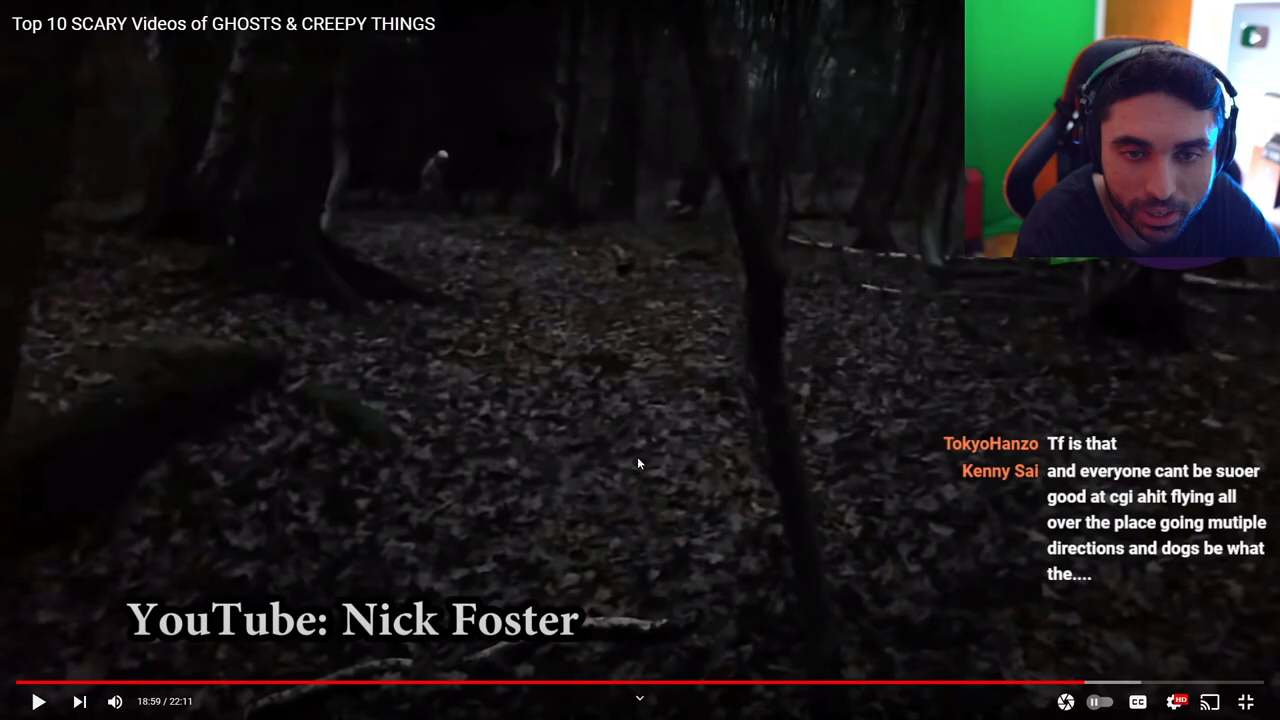 Top 10 SCARY Videos of GHOSTS & CREEPY THINGS
TokyoHanzo Tf is that
Kenny Sai and everyone cant be suoer
good at cgi ahit flying all
over the place going mutiple
directions and dogs be what
the....
YouTube: Nick Foster
18:59 / 22:11
CC
HD